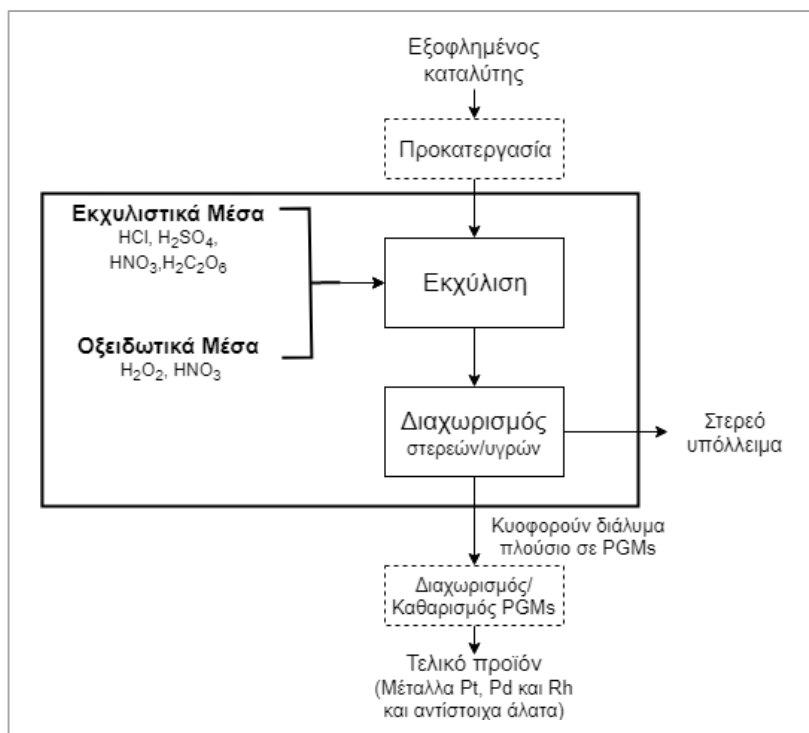 Εξοφλημένος
καταλύτης
Προκατεργασία
Εκχυλιστικά Μέσα
HCl, H₂SO₄,
HNO₃,H₂C₂O₆
Εκχύλιση
Οξειδωτικά Μέσα
H₂O₂, HNO₃
Διαχωρισμός
στερεών/υγρών
Στερεό
υπόλλειμα
Κυοφορούν διάλυμα
πλούσιο σε PGMs
Διαχωρισμός/
Καθαρισμός PGMs
Τελικό προϊόν
(Μέταλλα Pt, Pd και Rh
και αντίστοιχα άλατα)